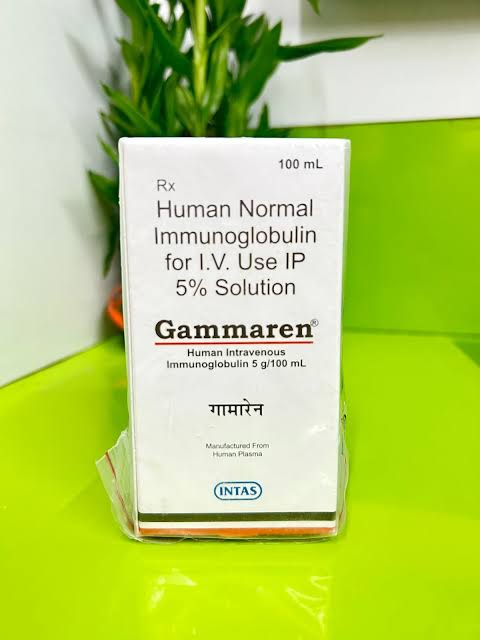 100 mL
Rx
Human Normal
Immunoglobulin
for I.V. Use IP
5% Solution
Gammaren®
Human Intravenous
Immunoglobulin 5 g/100 mL
गामारेन
Manufactured From
Human Plasma
INTAS